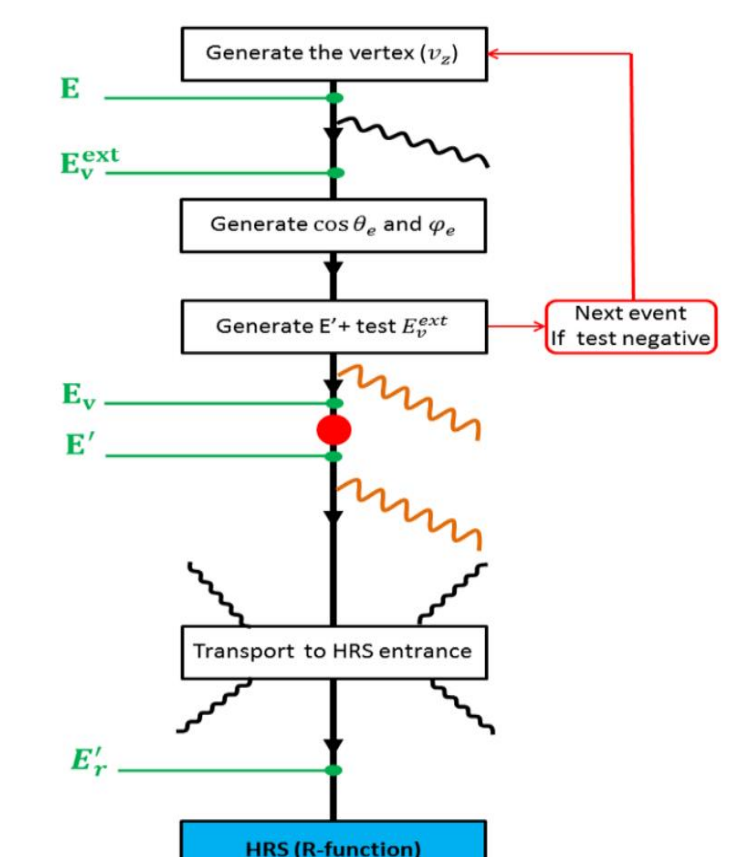 Generate the vertex (v_z)
E
E_v^ext
Generate cos θ_e and φ_e
Generate E′+ test E_v^ext
Next event
If test negative
E_v
E′
Transport to HRS entrance
E′_r
HRS (R-function)